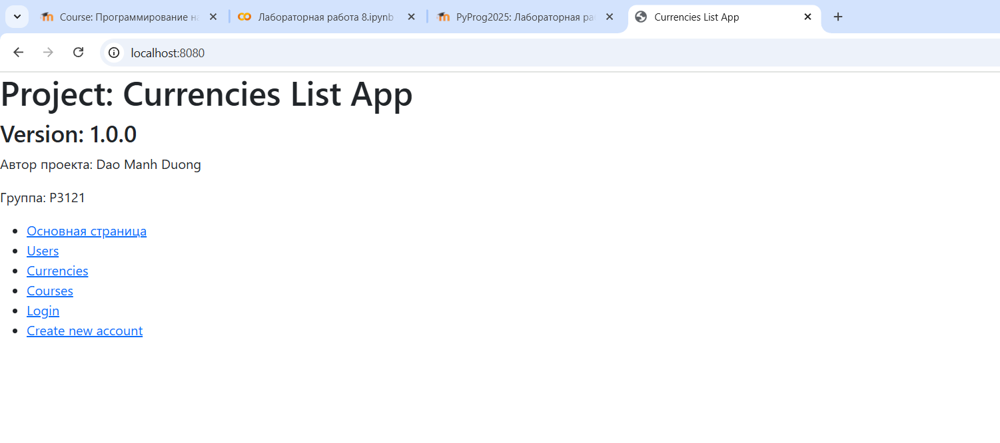 Course: Программирование на
Лабораторная работа 8.ipynb
PyProg2025: Лабораторная ра
Currencies List App
localhost:8080
Project: Currencies List App
Version: 1.0.0
Автор проекта: Dao Manh Duong
Группа: P3121
Основная страница
Users
Currencies
Courses
Login
Create new account